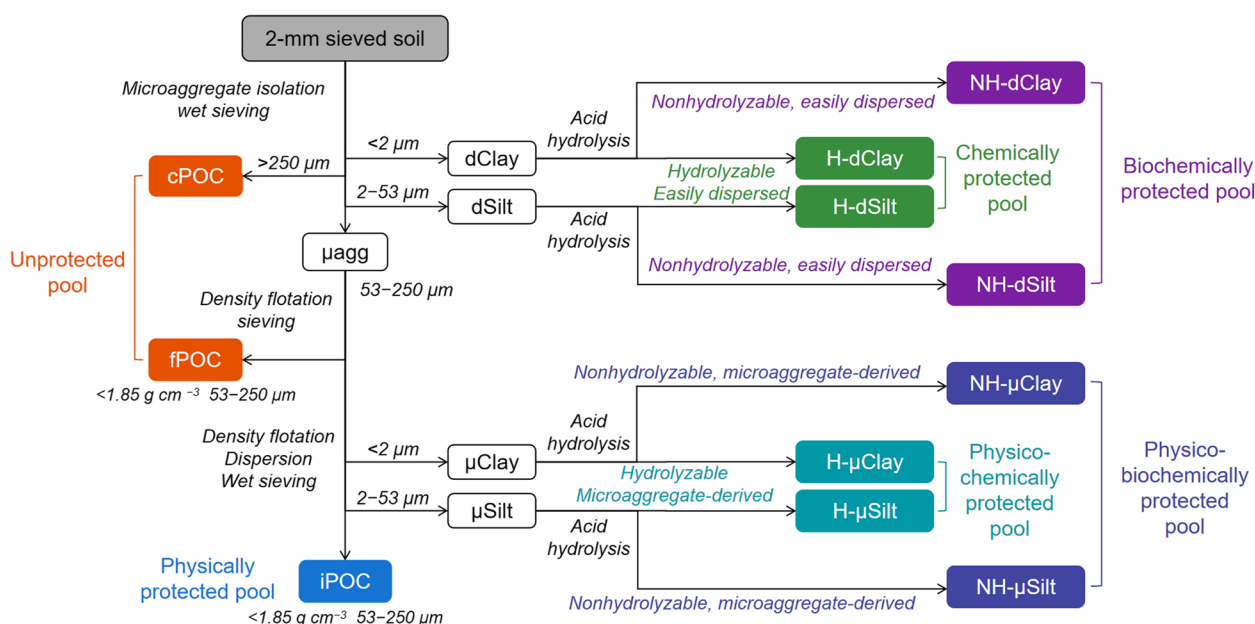 2-mm sieved soil
Microaggregate isolation
wet sieving
>250 μm
cPOC
<2 μm
dClay
2−53 μm
dSilt
Acid
hydrolysis
Acid
hydrolysis
Nonhydrolyzable, easily dispersed
NH-dClay
Hydrolyzable
Easily dispersed
H-dClay
H-dSilt
Chemically
protected
pool
Nonhydrolyzable, easily dispersed
NH-dSilt
Biochemically
protected pool
μagg
53−250 μm
Unprotected
pool
Density flotation
sieving
fPOC
<1.85 g cm ⁻³ 53−250 μm
Density flotation
Dispersion
Wet sieving
<2 μm
μClay
2−53 μm
μSilt
Acid
hydrolysis
Acid
hydrolysis
Nonhydrolyzable, microaggregate-derived
NH-μClay
Hydrolyzable
Microaggregate-derived
H-μClay
H-μSilt
Physico-
chemically
protected
pool
Nonhydrolyzable, microaggregate-derived
NH-μSilt
Physico-
biochemically
protected
pool
Physically
protected pool
iPOC
<1.85 g cm⁻³ 53−250 μm